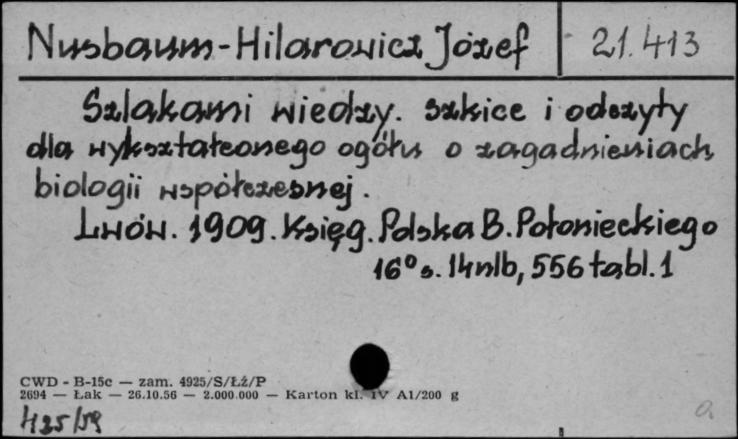 Nusbaum-Hilarowicz Józef 21.413
Szlakami wiedzy. Szkice i odczyty
dla wykształconego ogółu o zagadnieniach
biologii współczesnej.
Lwów. 1909. Księg. Polska B. Połonieckiego
16° s. 14nlb, 556 tabl. 1
CWD - B-15c — zam. 4925/S/Łż/P
2694 — Łak — 26.10.56 — 2.000.000 — Karton kl. IV A1/200 g
425/59
a